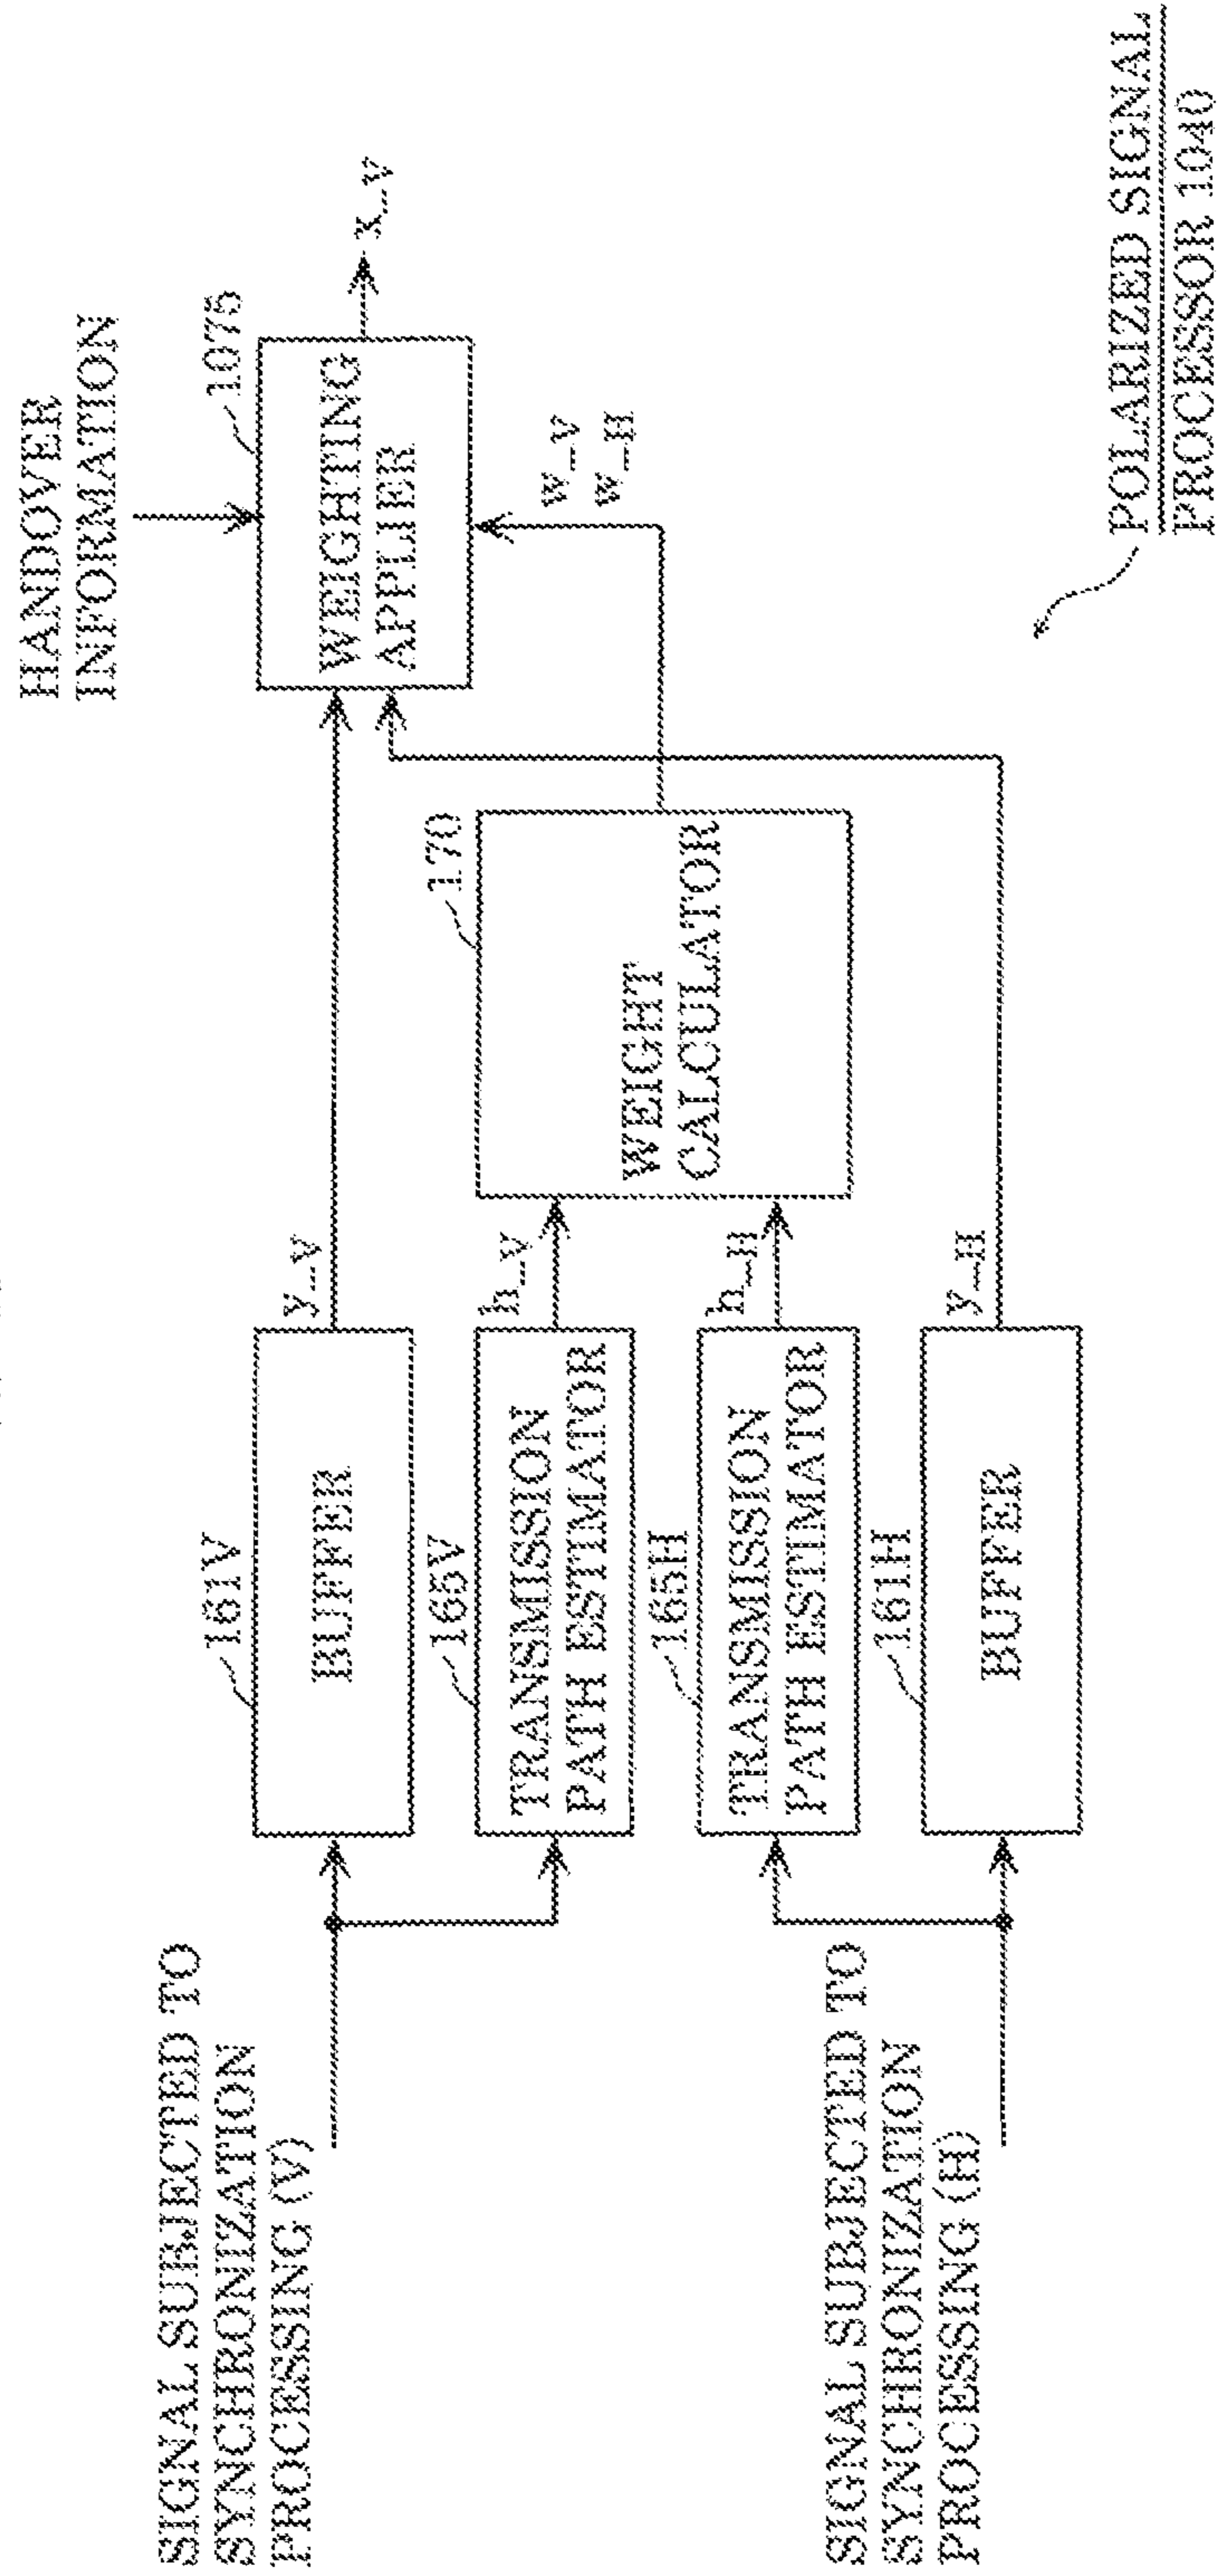 HANDOVER
INFORMATION
1075
WEIGHTING
APPLIER
x_V
w_V
w_H
SIGNAL SUBJECTED TO
SYNCHRONIZATION
PROCESSING (V)
161V
BUFFER
y_V
165V
TRANSMISSION
PATH ESTIMATOR
h_V
170
WEIGHT
CALCULATOR
165H
TRANSMISSION
PATH ESTIMATOR
h_H
SIGNAL SUBJECTED TO
SYNCHRONIZATION
PROCESSING (H)
161H
BUFFER
y_H
POLARIZED SIGNAL
PROCESSOR 1040